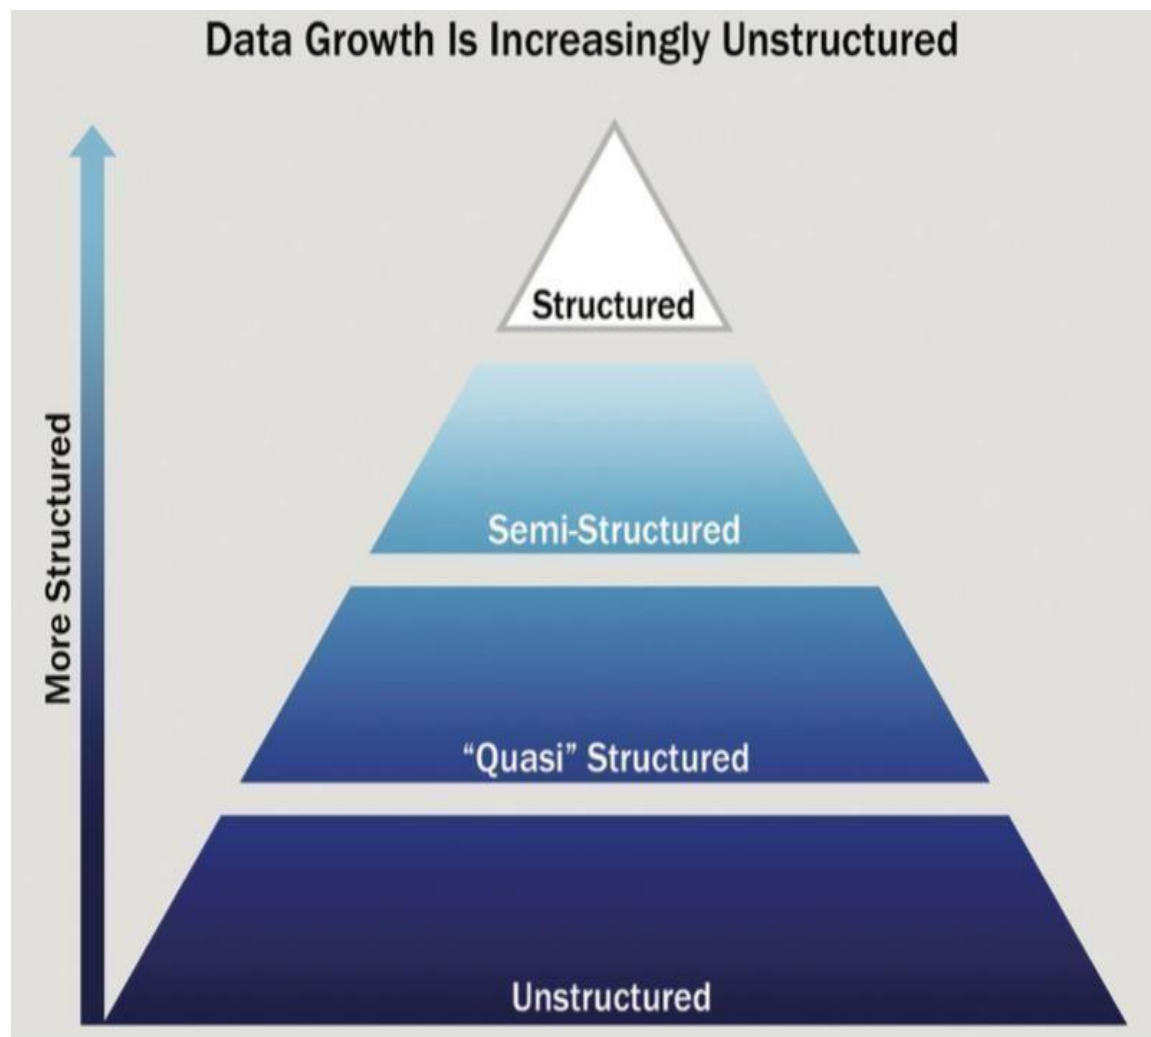 Data Growth Is Increasingly Unstructured
More Structured
Structured
Semi-Structured
“Quasi” Structured
Unstructured